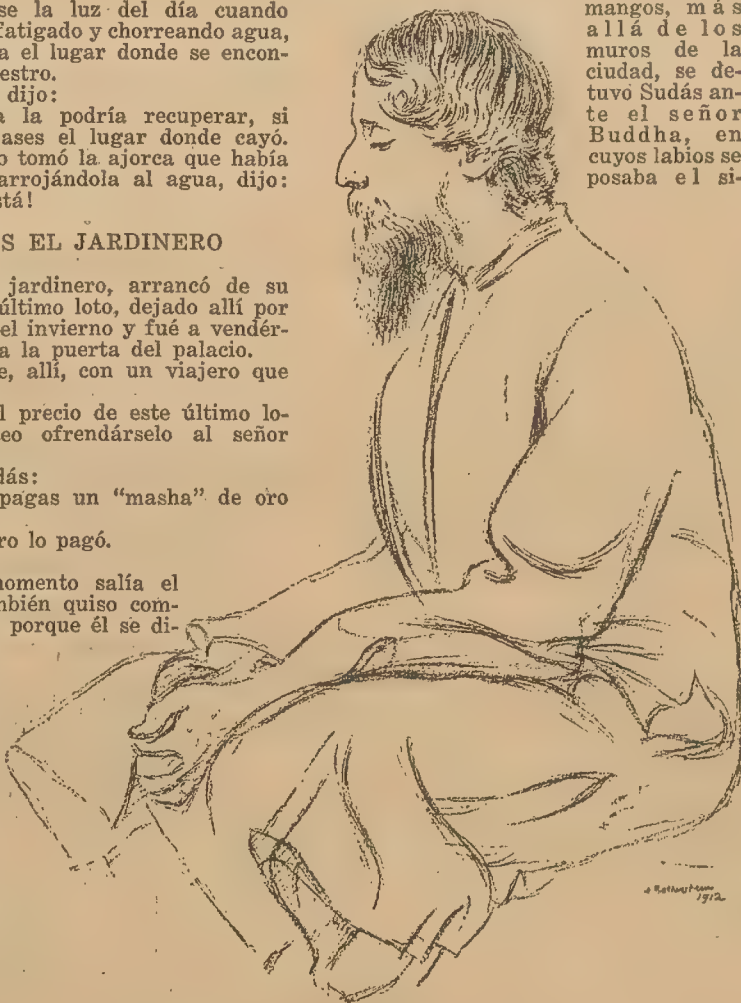 se la luz del día cuando
fatigado y chorreando agua,
a el lugar donde se encon-
estro.
dijo:
a la podría recuperar, si
ases el lugar donde cayó.
o tomó la ajorca que había
arrojándola al agua, dijo:
stá!
S EL JARDINERO
jardinero, arrancó de su
último loto, dejado allí por
el invierno y fué a vendér-
a la puerta del palacio.
e, allí, con un viajero que
l precio de este último lo-
eo ofrendárselo al señor
dás:
pagas un "masha" de oro
ro lo pagó.
nomento salía el
mbién quiso com-
porque él se di-
mangos, más
allá de los
muros de la
ciudad, se de-
tuvo Sudás an-
te el señor
Buddha, en
cuyos labios se
posaba el si-
1912